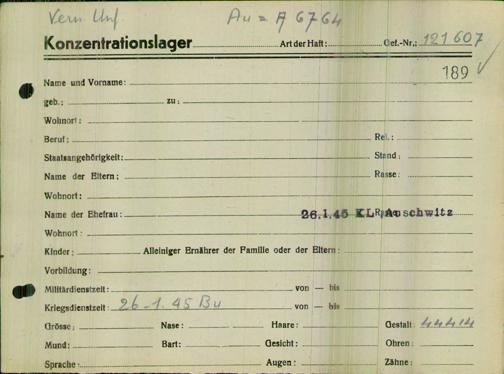 Vern. Unf. Au = A 6764
Konzentrationslager Art der Haft: Gef.-Nr.: 121607
189
Name und Vorname:
geb.: zu:
Wohnort:
Beruf: Rel.:
Staatsangehörigkeit: Stand:
Name der Eltern: Rasse:
Wohnort:
Name der Ehefrau: 26.1.45 KL Auschwitz
Wohnort:
Kinder: Alleiniger Ernährer der Familie oder der Eltern:
Vorbildung:
Militärdienstzeit: von — bis
Kriegsdienstzeit: 26-1.45 Bu von — bis
Grösse: Nase: Haare: Gestalt: 44414
Mund: Bart: Gesicht: Ohren:
Sprache: Augen: Zähne: